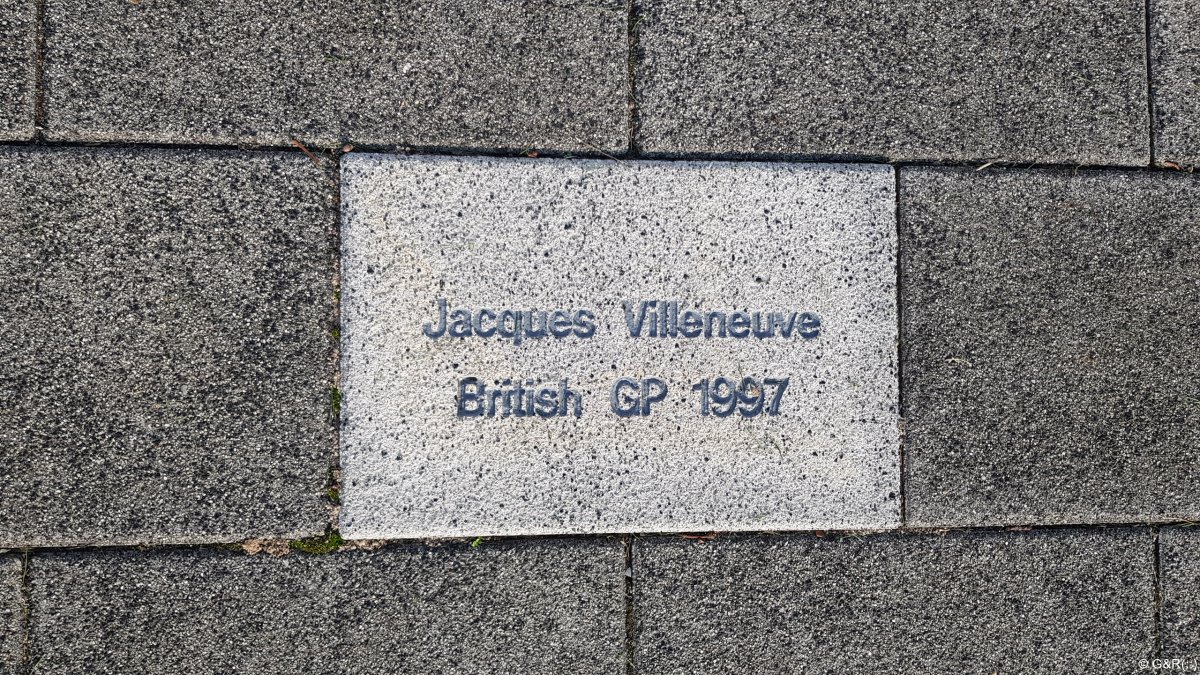 Jacques Villeneuve
British GP 1997
© G&R(;.)